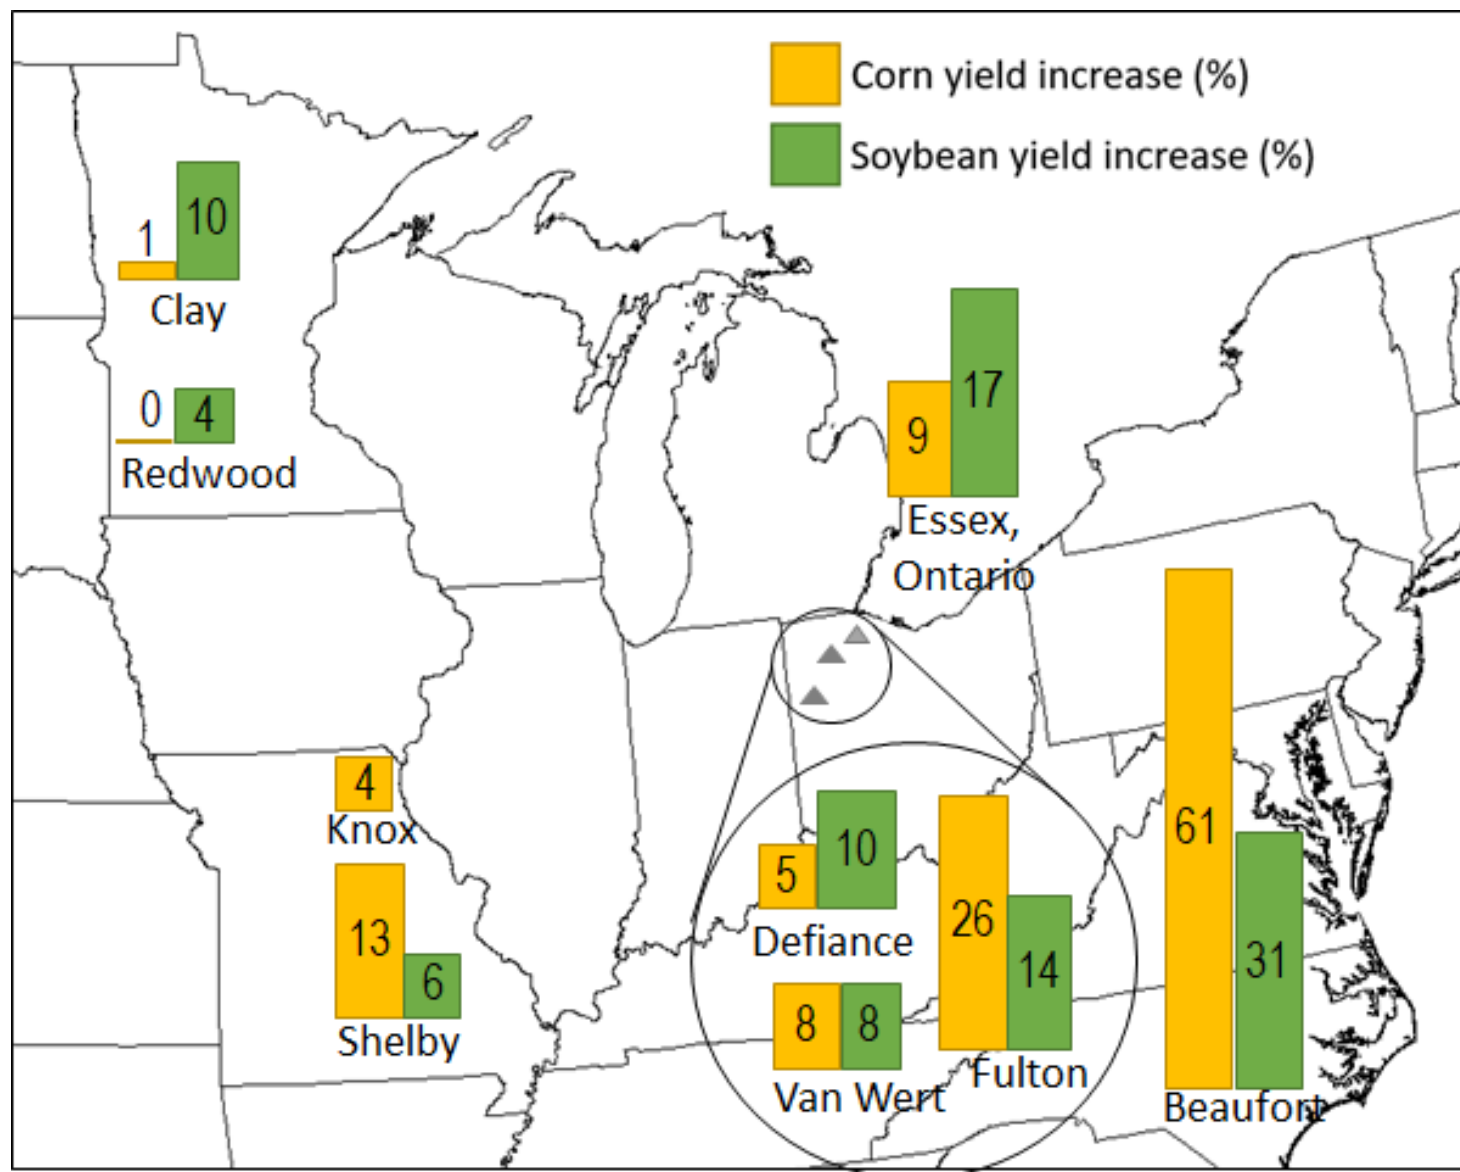 Corn yield increase (%)
Soybean yield increase (%)
1
10
Clay
0
4
Redwood
9
17
Essex,
Ontario
4
Knox
13
6
Shelby
5
10
Defiance
8
8
Van Wert
26
14
Fulton
61
31
Beaufort